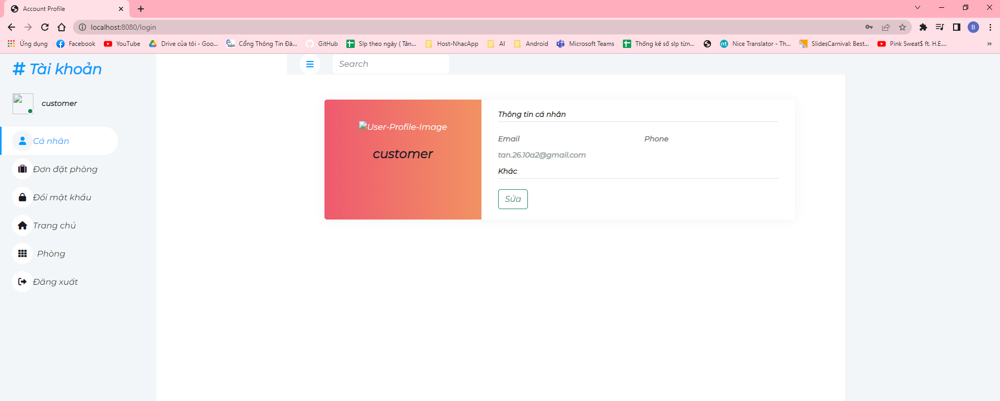 Account Profile
localhost:8080/login
Ứng dụng
Facebook
YouTube
Drive của tôi - Goo...
Cổng Thông Tin Đà...
GitHub
Slp theo ngày ( Tân...
Host-NhacApp
AI
Android
Microsoft Teams
Thống kê số slp từn...
Nice Translator - Th...
SlidesCarnival: Best...
Pink Sweat$ ft. H.E....
# Tài khoản
Search
customer
Cá nhân
Đơn đặt phòng
Đổi mật khẩu
Trang chủ
Phòng
Đăng xuất
User-Profile-Image
customer
Thông tin cá nhân
Email Phone
tan.26.10a2@gmail.com
Khác
Sửa